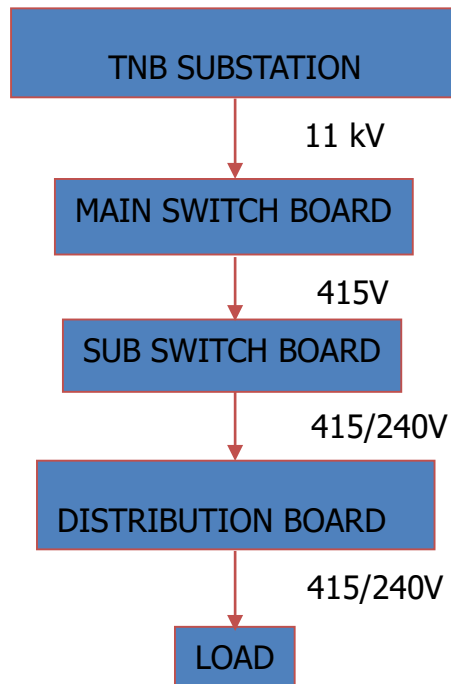 TNB SUBSTATION
11 kV
MAIN SWITCH BOARD
415V
SUB SWITCH BOARD
415/240V
DISTRIBUTION BOARD
415/240V
LOAD